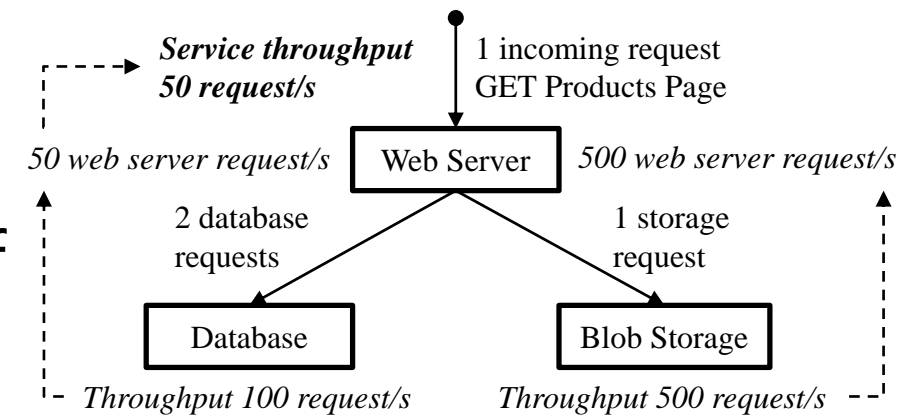 Service throughput
50 request/s
1 incoming request
GET Products Page
50 web server request/s
Web Server
500 web server request/s
2 database
requests
1 storage
request
Database
Blob Storage
Throughput 100 request/s
Throughput 500 request/s